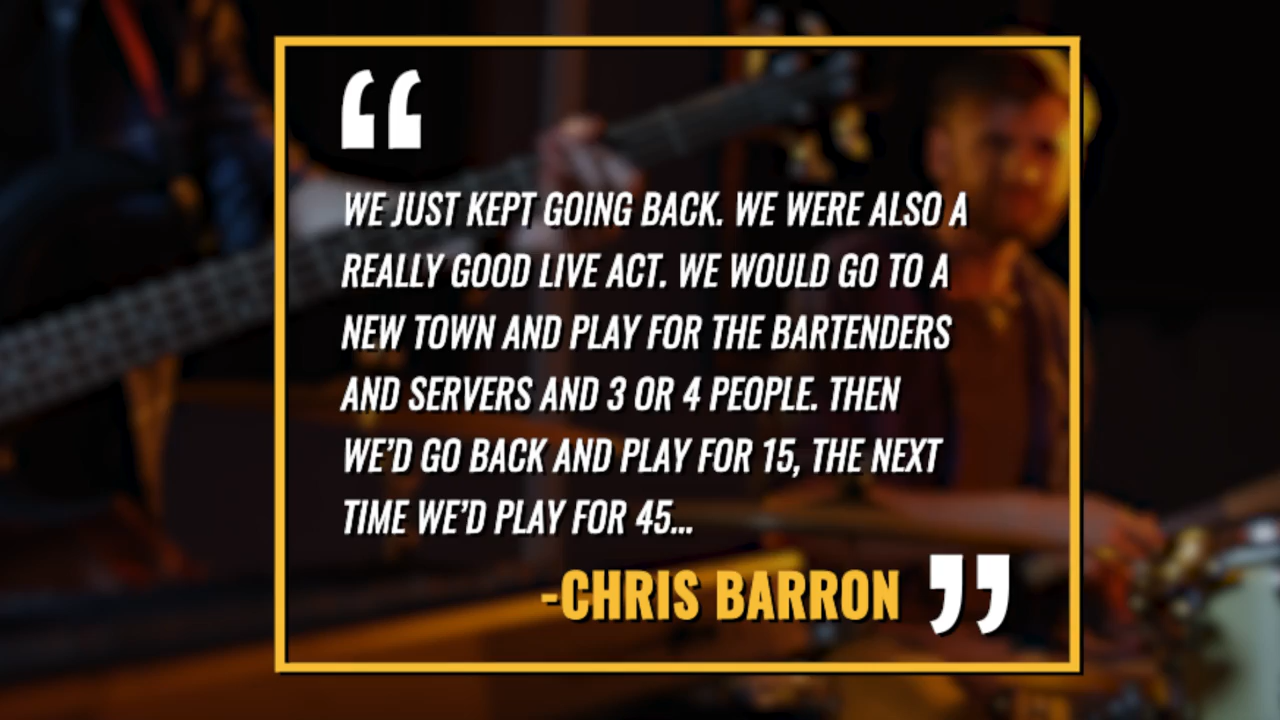 “
WE JUST KEPT GOING BACK. WE WERE ALSO A
REALLY GOOD LIVE ACT. WE WOULD GO TO A
NEW TOWN AND PLAY FOR THE BARTENDERS
AND SERVERS AND 3 OR 4 PEOPLE. THEN
WE’D GO BACK AND PLAY FOR 15, THE NEXT
TIME WE’D PLAY FOR 45...
-CHRIS BARRON ”